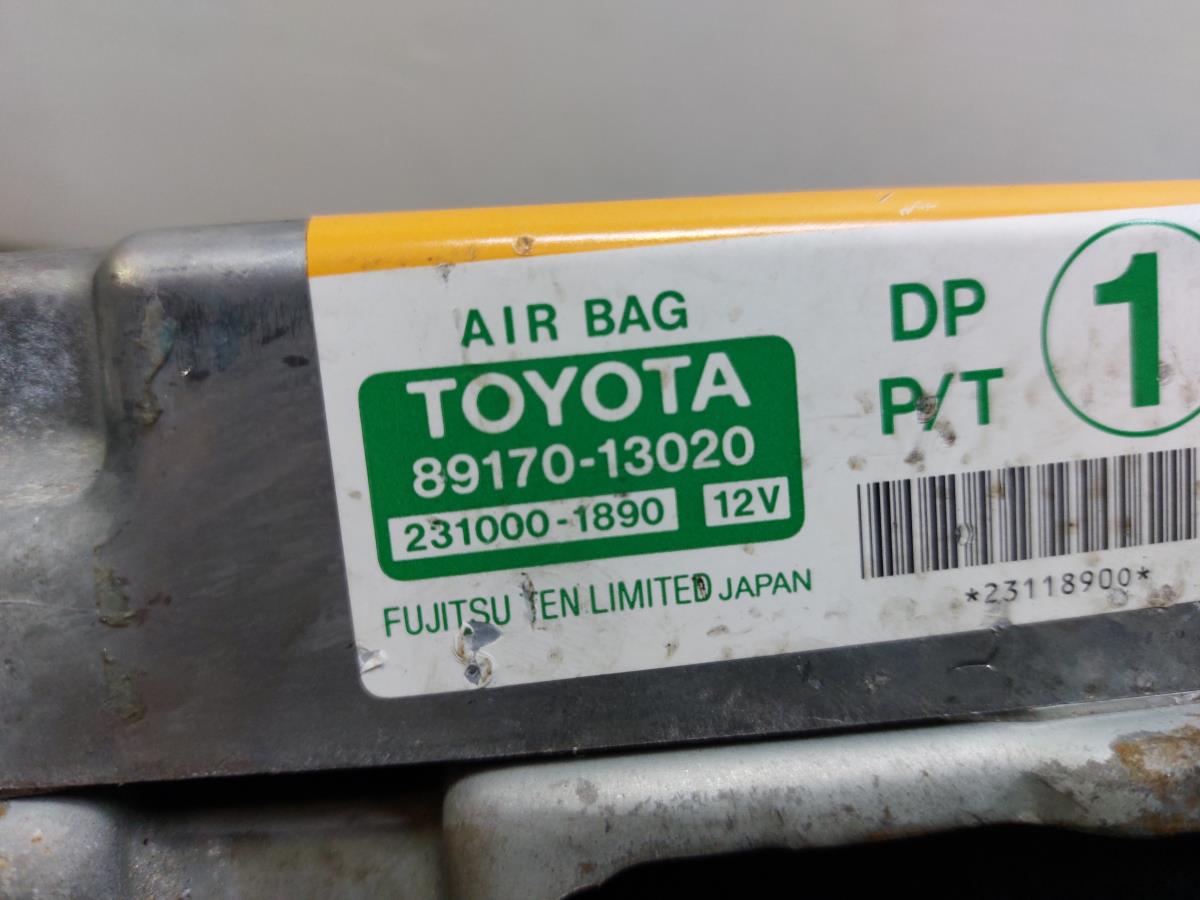 AIR BAG
TOYOTA
89170-13020
231000-1890 12V
FUJITSU TEN LIMITED JAPAN
DP
P/T
1
*23118900*